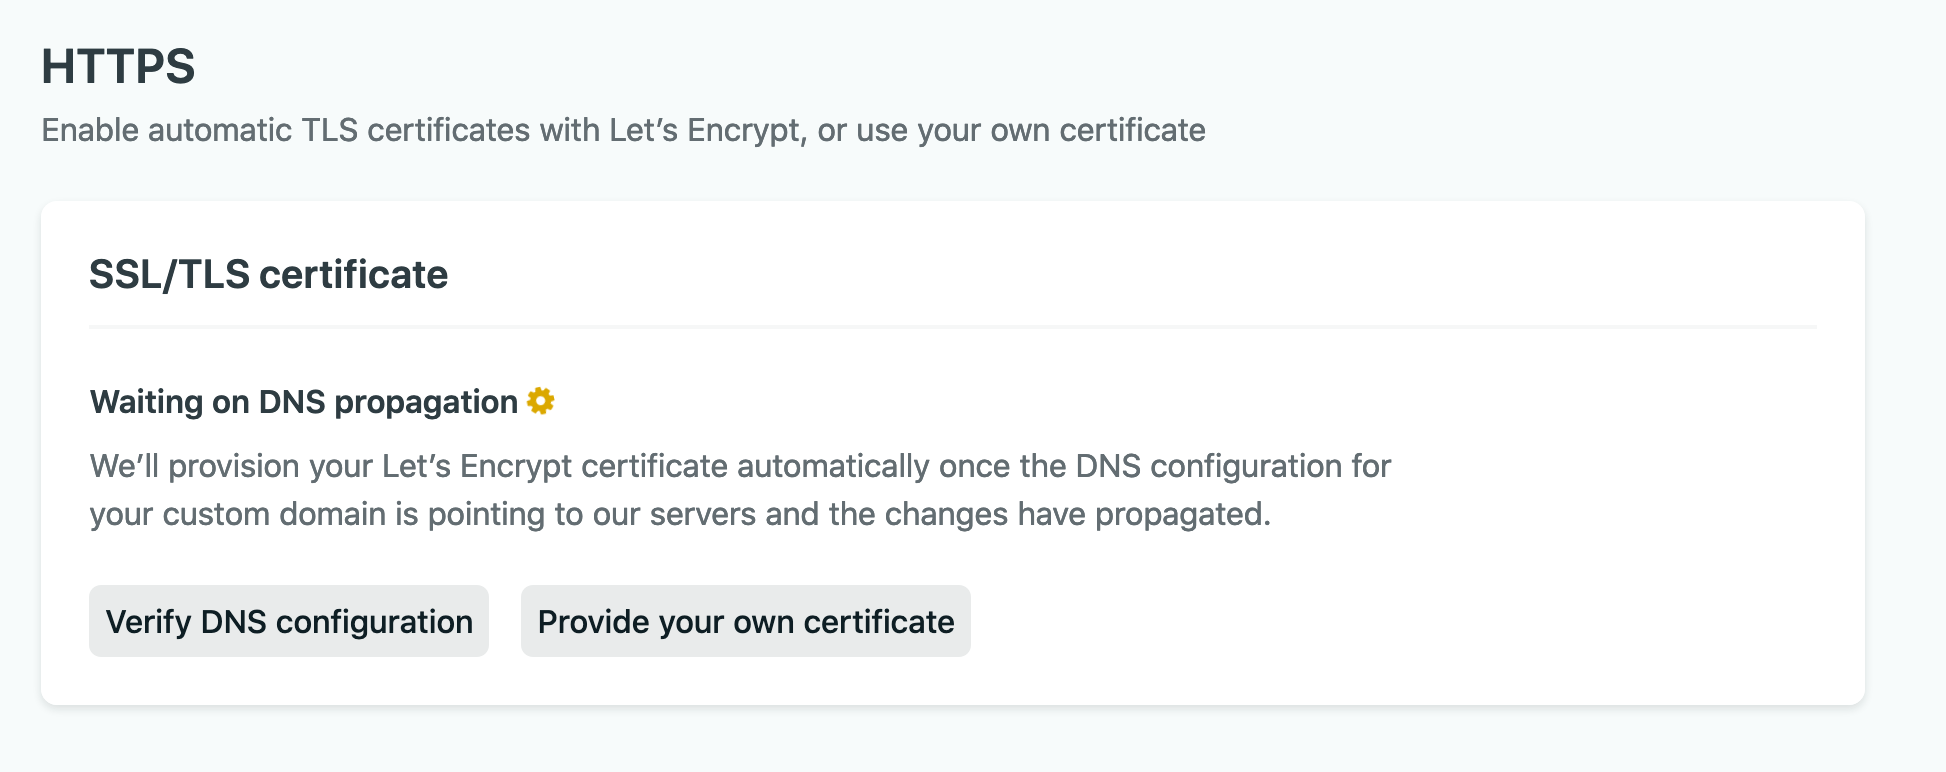 HTTPS
Enable automatic TLS certificates with Let’s Encrypt, or use your own certificate
SSL/TLS certificate
Waiting on DNS propagation
We’ll provision your Let’s Encrypt certificate automatically once the DNS configuration for
your custom domain is pointing to our servers and the changes have propagated.
Verify DNS configuration
Provide your own certificate